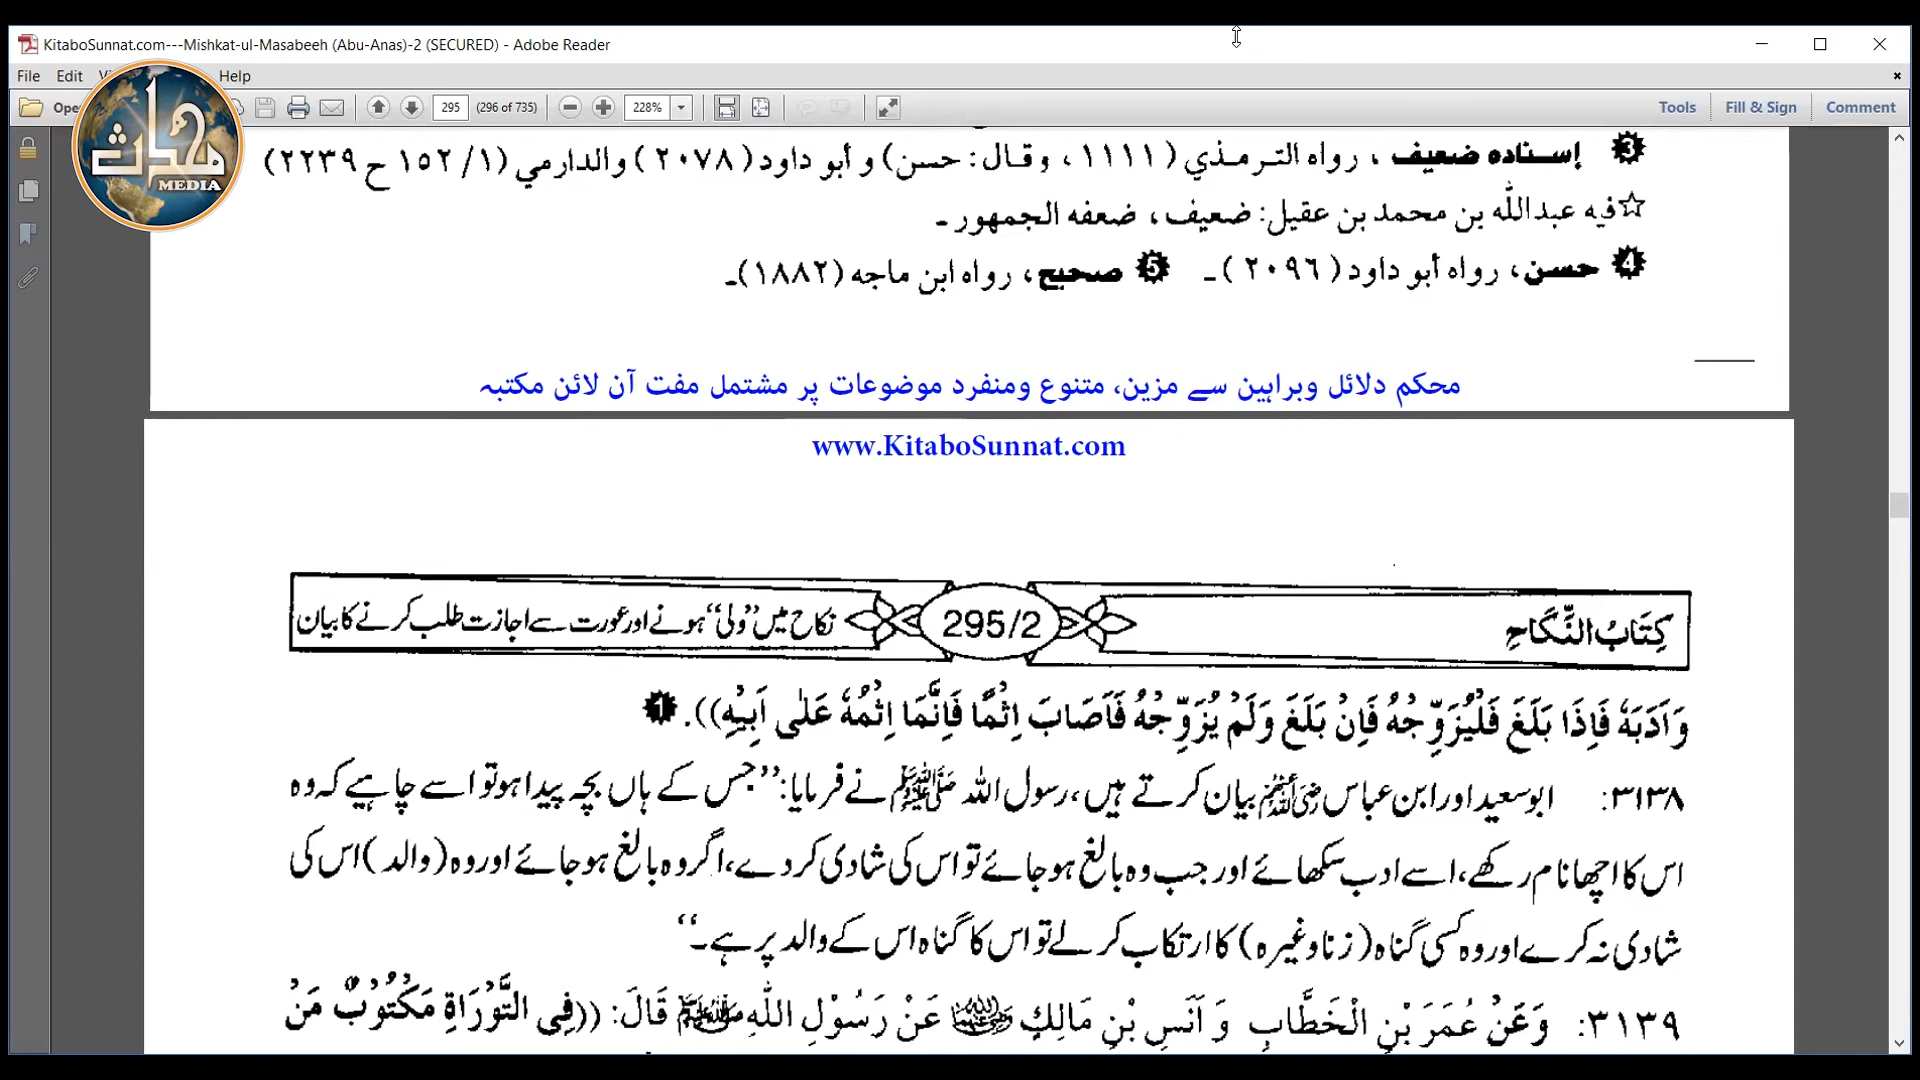 KitaboSunnat.com---Mishkat-ul-Masabeeh (Abu-Anas)-2 (SECURED) - Adobe Reader
File Edit Help
295 (296 of 735) 228% Tools Fill & Sign Comment
محدث
MEDIA
3 إسناده ضعيف ، رواه الترمذي (١١١١ ، وقال: حسن) و أبو داود (٢٠٧٨) والدارمي (١/ ١٥٢ ح ٢٢٣٩)
☆فيه عبدالله بن محمد بن عقيل: ضعيف، ضعفه الجمهور ۔
4 حسن، رواه أبو داود (٢٠٩٦) ۔ 5 صحيح، رواه ابن ماجه (١٨٨٢)۔
محکم دلائل وبراہین سے مزین، متنوع ومنفرد موضوعات پر مشتمل مفت آن لائن مکتبہ
www.KitaboSunnat.com
كِتَابُ النِّكَاحِ 295/2 نکاح میں ’’ولی‘‘ ہونے اور عورت سے اجازت طلب کرنے کا بیان
وَاَدَبَهٗ فَاِذَا بَلَغَ فَلْيُزَوِّجْهُ فَاِنْ بَلَغَ وَلَمْ يُزَوِّجْهُ فَاَصَابَ اِثْمًا فَاِنَّمَا اِثْمُهٗ عَلٰى اَبِيْهِ)). 1
۳۱۳۸: ابوسعید اور ابن عباس رضی اللہ عنہم بیان کرتے ہیں، رسول اللہ ﷺ نے فرمایا: ’’جس کے ہاں بچہ پیدا ہو تو اسے چاہیے کہ وہ
اس کا اچھا نام رکھے، اسے ادب سکھائے اور جب وہ بالغ ہو جائے تو اس کی شادی کر دے، اگر وہ بالغ ہو جائے اور وہ (والد) اس کی
شادی نہ کرے اور وہ کسی گناہ (زنا وغیرہ) کا ارتکاب کر لے تو اس کا گناہ اس کے والد پر ہے۔‘‘
۳۱۳۹: وَعَنْ عُمَرَ بْنِ الْخَطَّابِ وَ اَنَسِ بْنِ مَالِكٍ عَنْ رَسُوْلِ اللّٰهِ ﷺ قَالَ: ((فِى التَّوْرَاةِ مَكْتُوْبٌ مَنْ